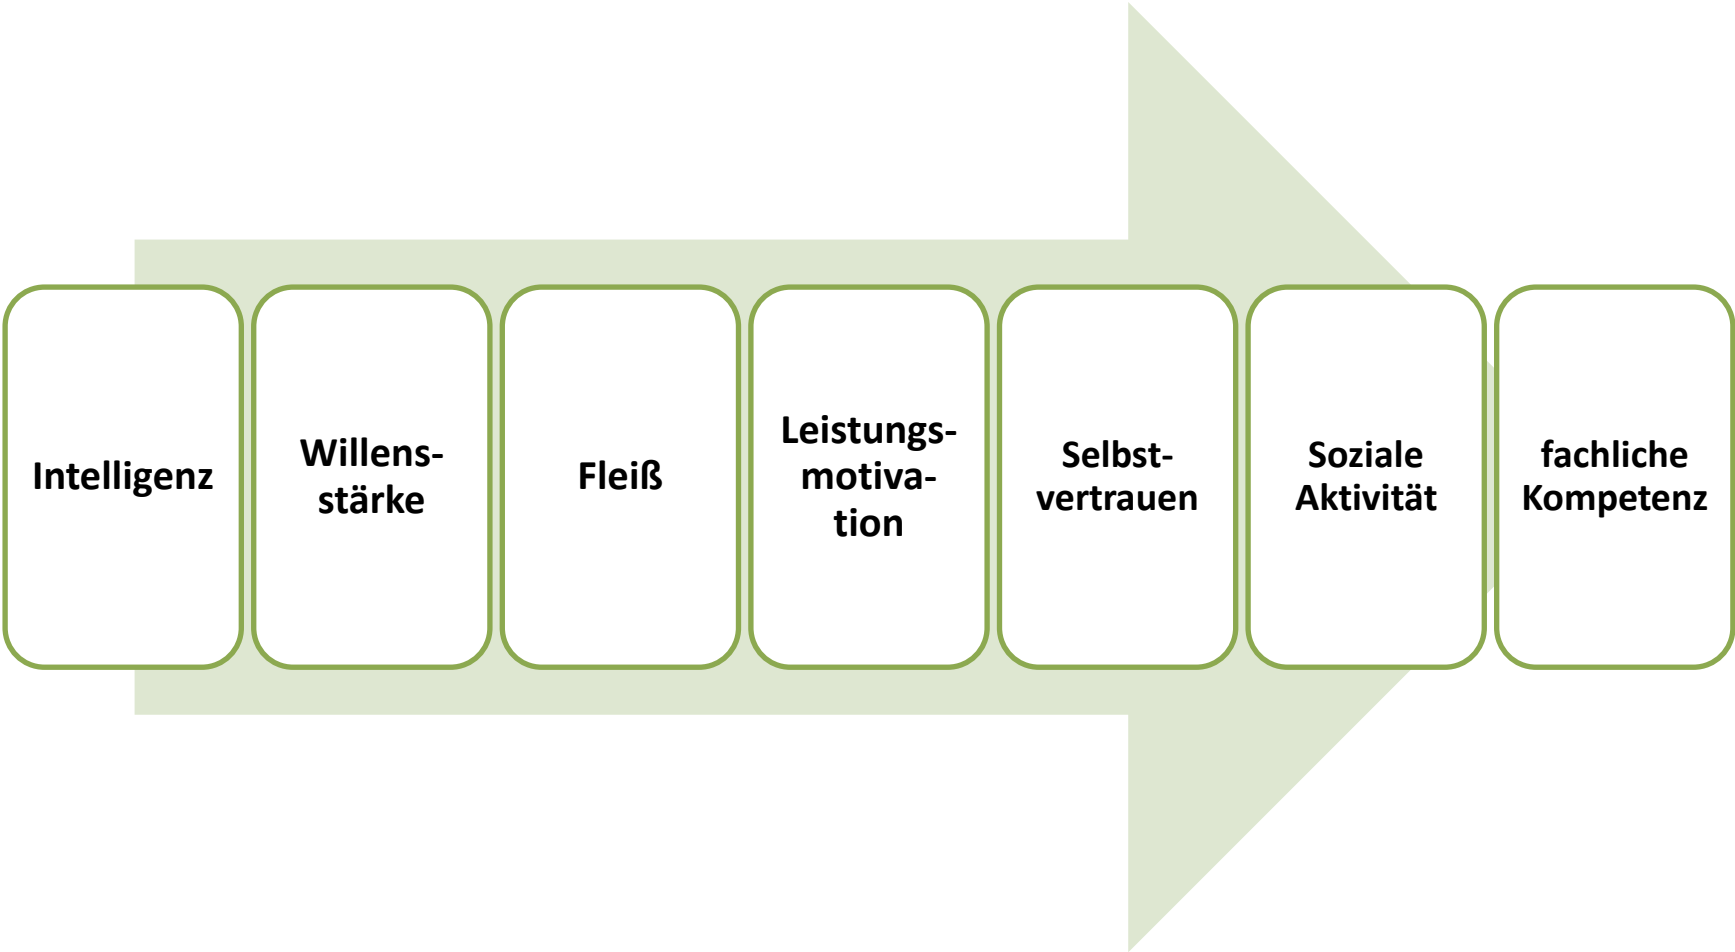 Intelligenz
Willens-
stärke
Fleiß
Leistungs-
motiva-
tion
Selbst-
vertrauen
Soziale
Aktivität
fachliche
Kompetenz